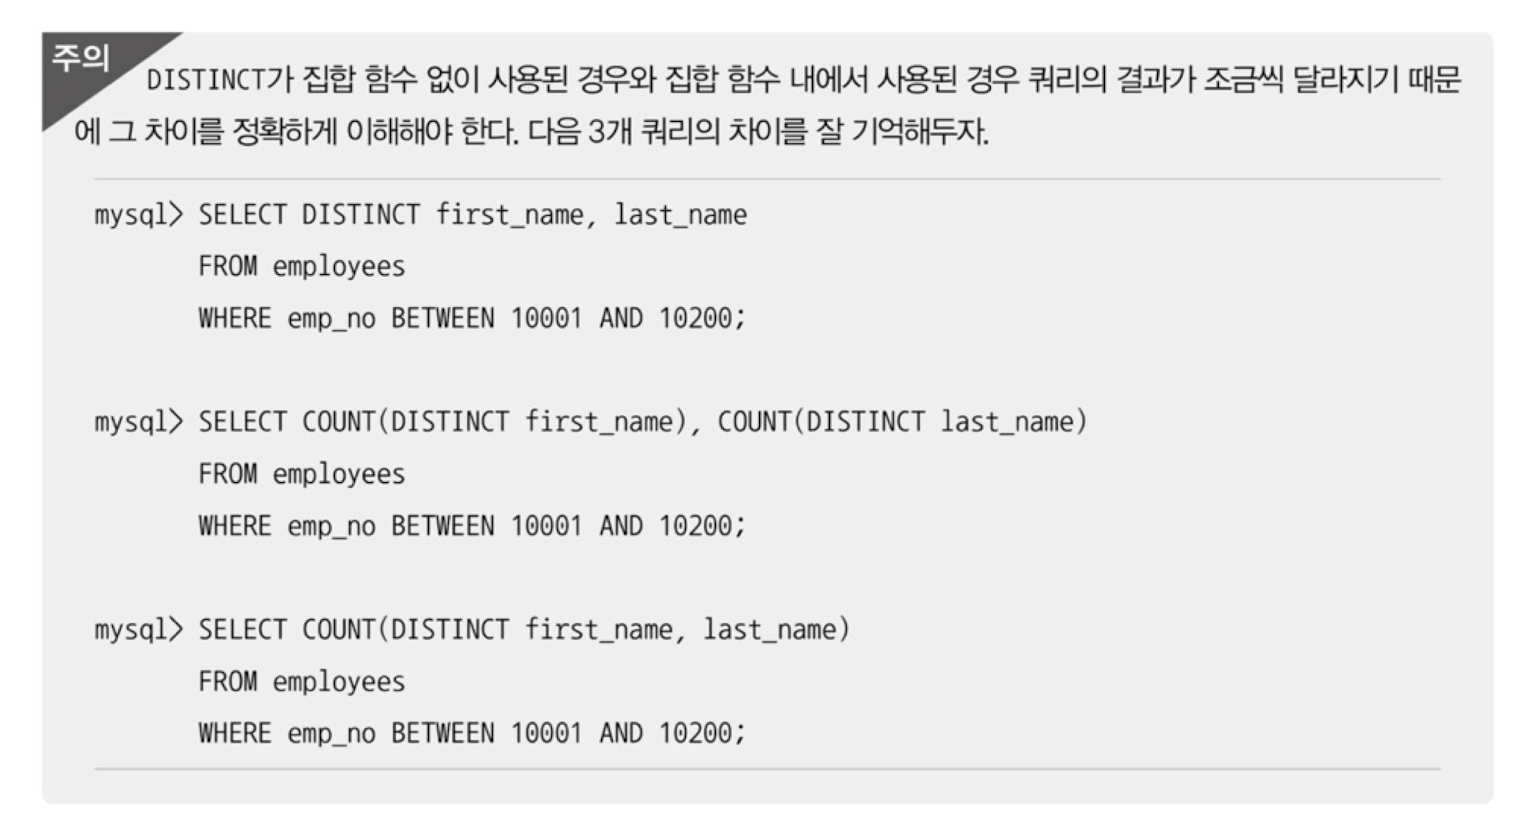 주의
DISTINCT가 집합 함수 없이 사용된 경우와 집합 함수 내에서 사용된 경우 쿼리의 결과가 조금씩 달라지기 때문
에 그 차이를 정확하게 이해해야 한다. 다음 3개 쿼리의 차이를 잘 기억해두자.
mysql> SELECT DISTINCT first_name, last_name
FROM employees
WHERE emp_no BETWEEN 10001 AND 10200;
mysql> SELECT COUNT(DISTINCT first_name), COUNT(DISTINCT last_name)
FROM employees
WHERE emp_no BETWEEN 10001 AND 10200;
mysql> SELECT COUNT(DISTINCT first_name, last_name)
FROM employees
WHERE emp_no BETWEEN 10001 AND 10200;